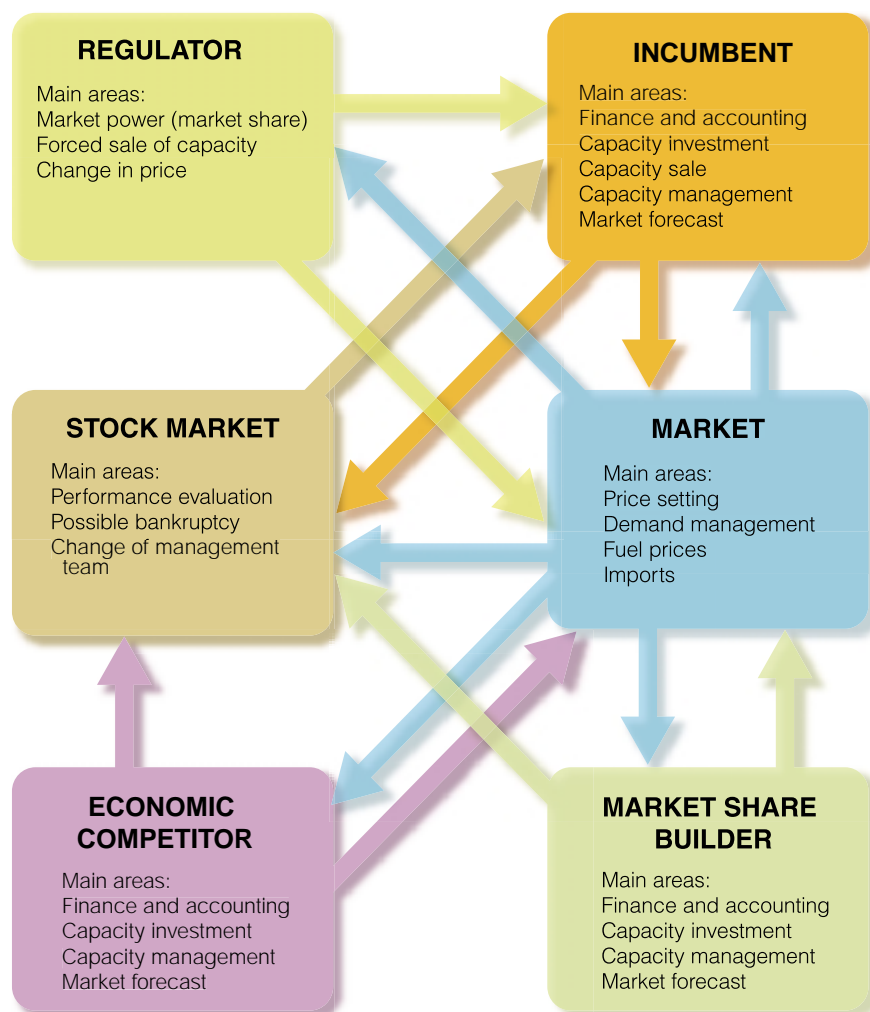 REGULATOR
Main areas:
Market power (market share)
Forced sale of capacity
Change in price
INCUMBENT
Main areas:
Finance and accounting
Capacity investment
Capacity sale
Capacity management
Market forecast
STOCK MARKET
Main areas:
Performance evaluation
Possible bankruptcy
Change of management
team
MARKET
Main areas:
Price setting
Demand management
Fuel prices
Imports
ECONOMIC
COMPETITOR
Main areas:
Finance and accounting
Capacity investment
Capacity management
Market forecast
MARKET SHARE
BUILDER
Main areas:
Finance and accounting
Capacity investment
Capacity management
Market forecast